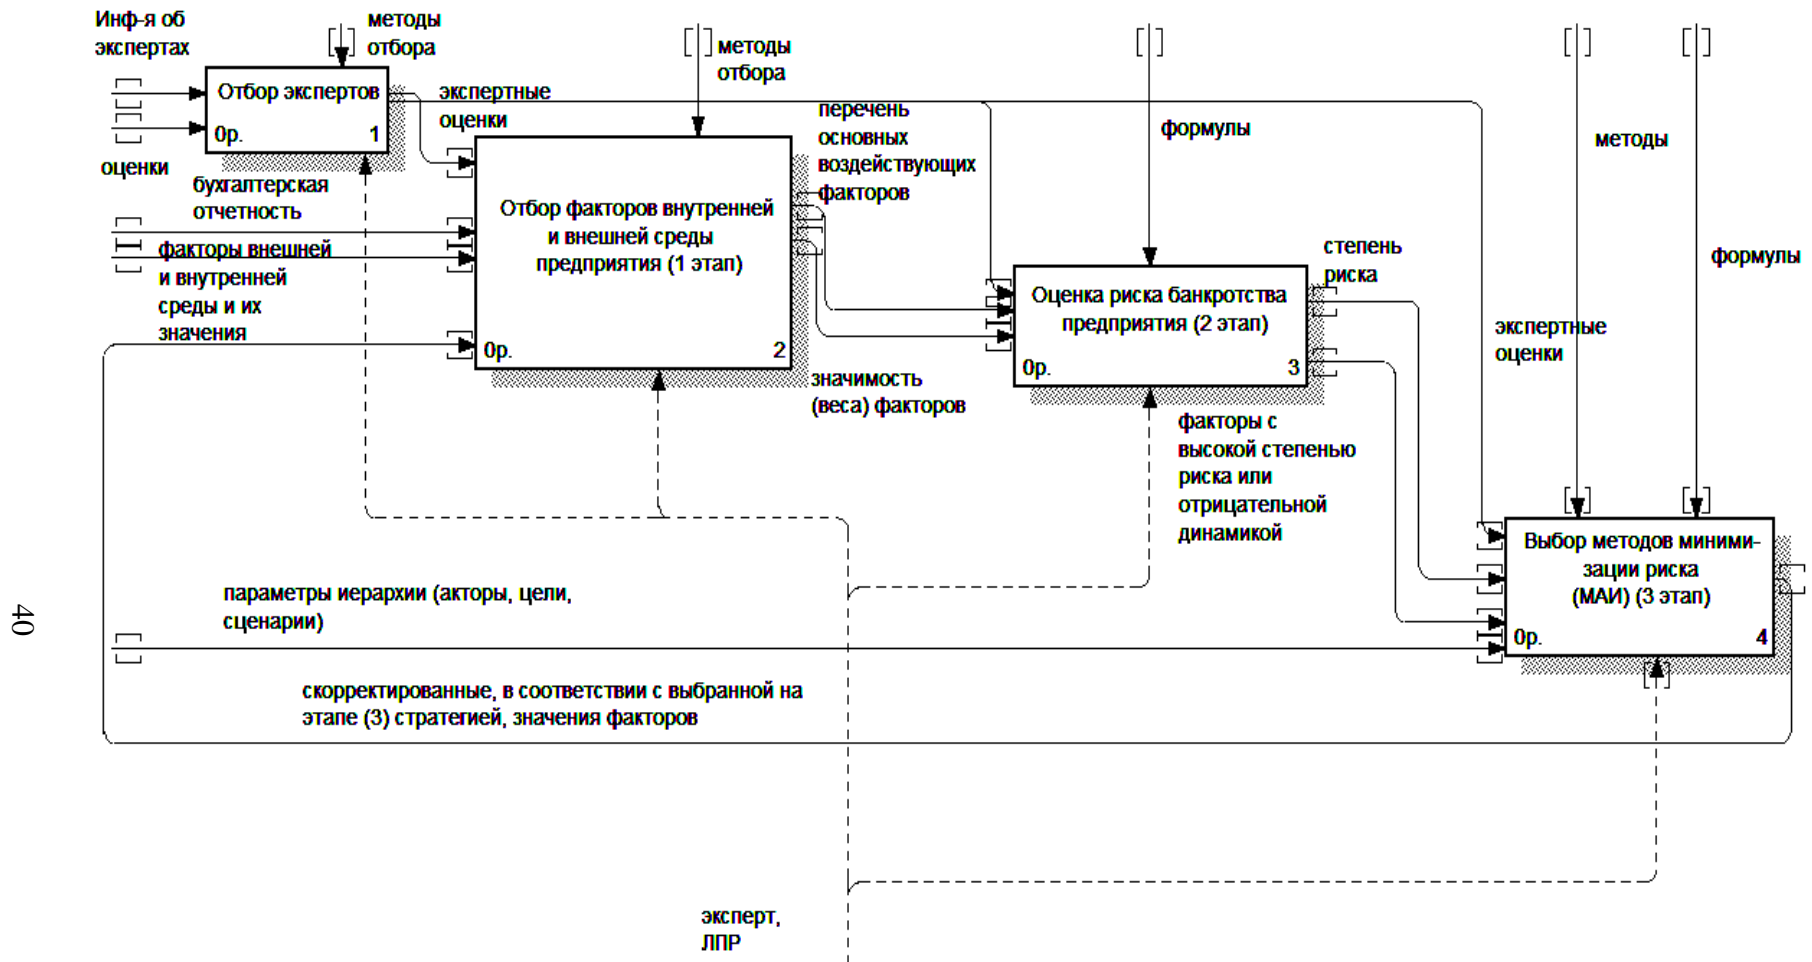 Инф-я об
экспертах
методы
отбора
Отбор экспертов
0р.
1
оценки
экспертные
оценки
методы
отбора
бухгалтерская
отчетность
факторы внешней
и внутренней
среды и их
значения
Отбор факторов внутренней
и внешней среды
предприятия (1 этап)
0р.
2
перечень
основных
воздействующих
факторов
значимость
(веса) факторов
формулы
Оценка риска банкротства
предприятия (2 этап)
0р.
3
степень
риска
факторы с
высокой степенью
риска или
отрицательной
динамикой
методы
формулы
экспертные
оценки
Выбор методов миними-
зации риска
(МАИ) (3 этап)
0р.
4
параметры иерархии (акторы, цели,
сценарии)
скорректированные, в соответствии с выбранной на
этапе (3) стратегией, значения факторов
эксперт,
ЛПР
40